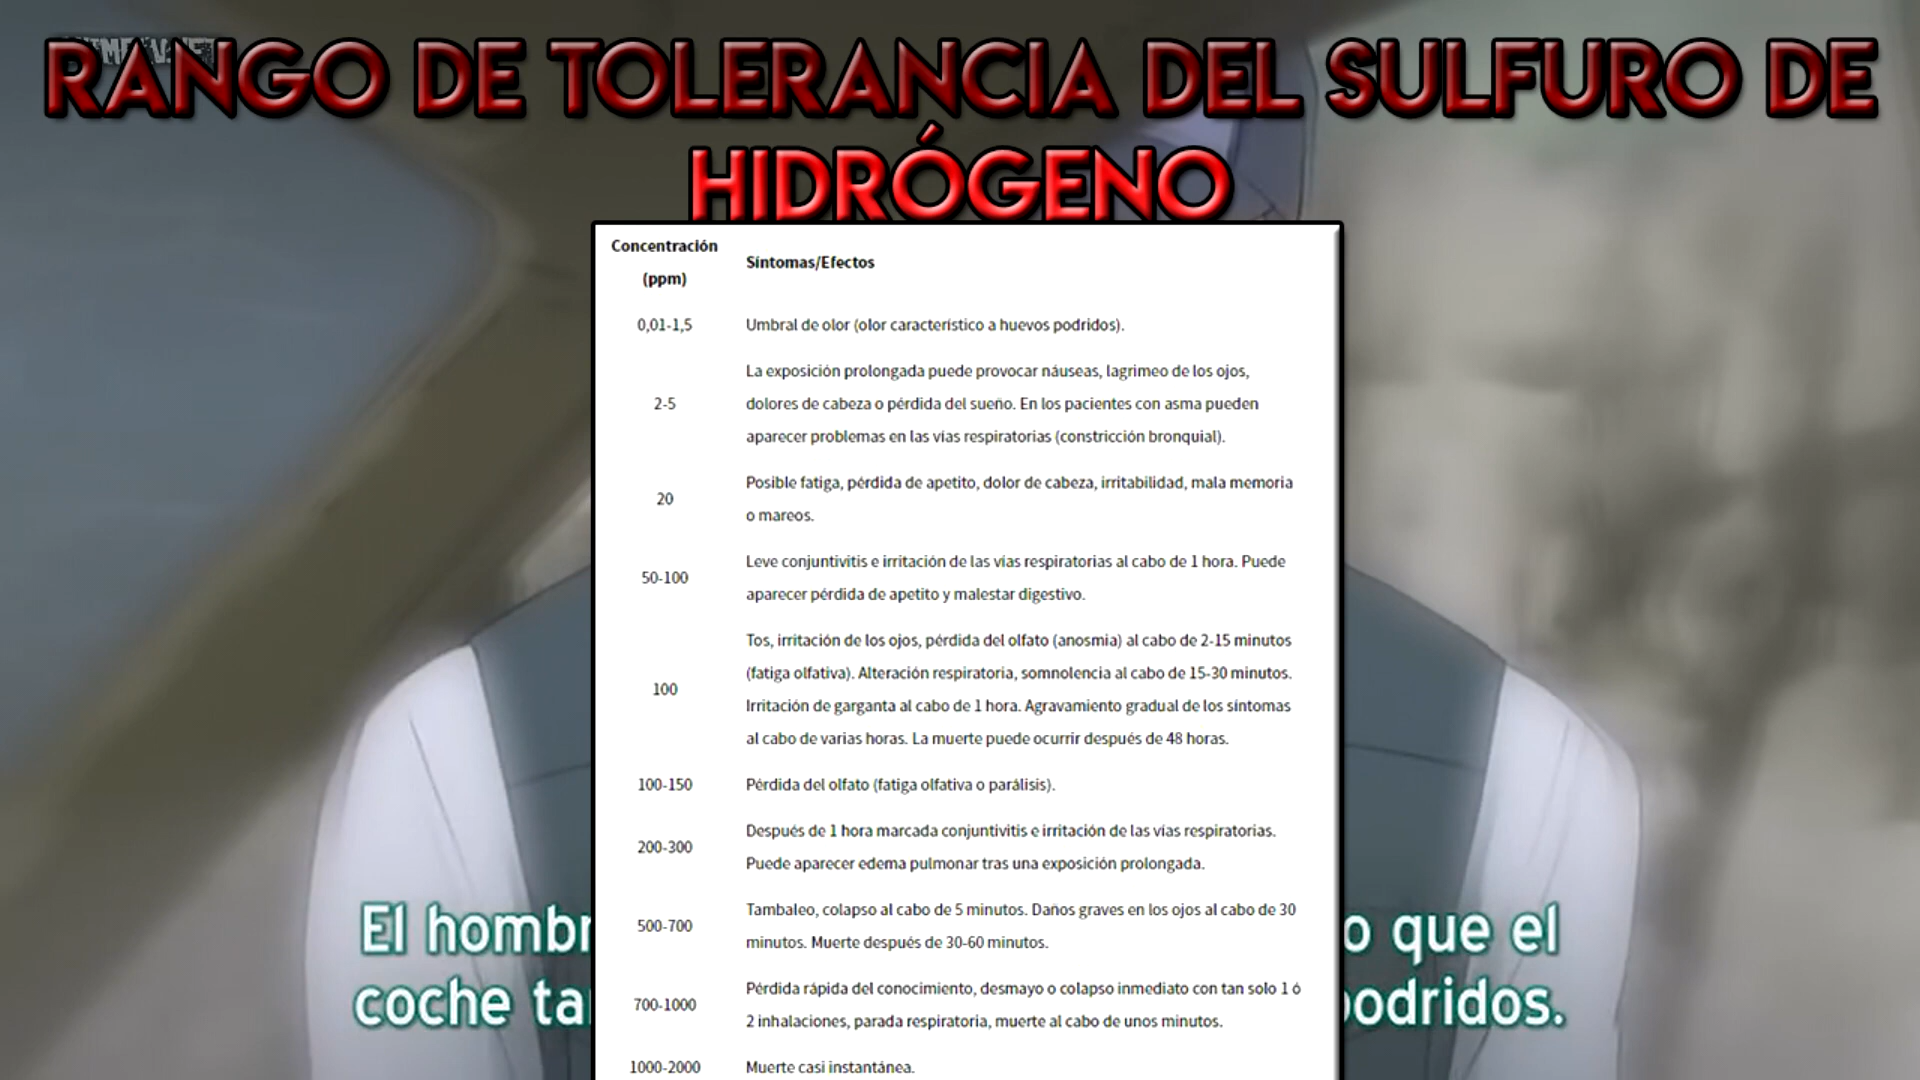 RANGO DE TOLERANCIA DEL SULFURO DE
HIDRÓGENO
Concentración
(ppm)
Síntomas/Efectos
0,01-1,5
Umbral de olor (olor característico a huevos podridos).
2-5
La exposición prolongada puede provocar náuseas, lagrimeo de los ojos,
dolores de cabeza o pérdida del sueño. En los pacientes con asma pueden
aparecer problemas en las vías respiratorias (constricción bronquial).
20
Posible fatiga, pérdida de apetito, dolor de cabeza, irritabilidad, mala memoria
o mareos.
50-100
Leve conjuntivitis e irritación de las vías respiratorias al cabo de 1 hora. Puede
aparecer pérdida de apetito y malestar digestivo.
100
Tos, irritación de los ojos, pérdida del olfato (anosmia) al cabo de 2-15 minutos
(fatiga olfativa). Alteración respiratoria, somnolencia al cabo de 15-30 minutos.
Irritación de garganta al cabo de 1 hora. Agravamiento gradual de los síntomas
al cabo de varias horas. La muerte puede ocurrir después de 48 horas.
100-150
Pérdida del olfato (fatiga olfativa o parálisis).
200-300
Después de 1 hora marcada conjuntivitis e irritación de las vías respiratorias.
Puede aparecer edema pulmonar tras una exposición prolongada.
500-700
Tambaleo, colapso al cabo de 5 minutos. Daños graves en los ojos al cabo de 30
minutos. Muerte después de 30-60 minutos.
700-1000
Pérdida rápida del conocimiento, desmayo o colapso inmediato con tan solo 1 ó
2 inhalaciones, parada respiratoria, muerte al cabo de unos minutos.
1000-2000
Muerte casi instantánea.
El hombr o que el
coche ta podridos.